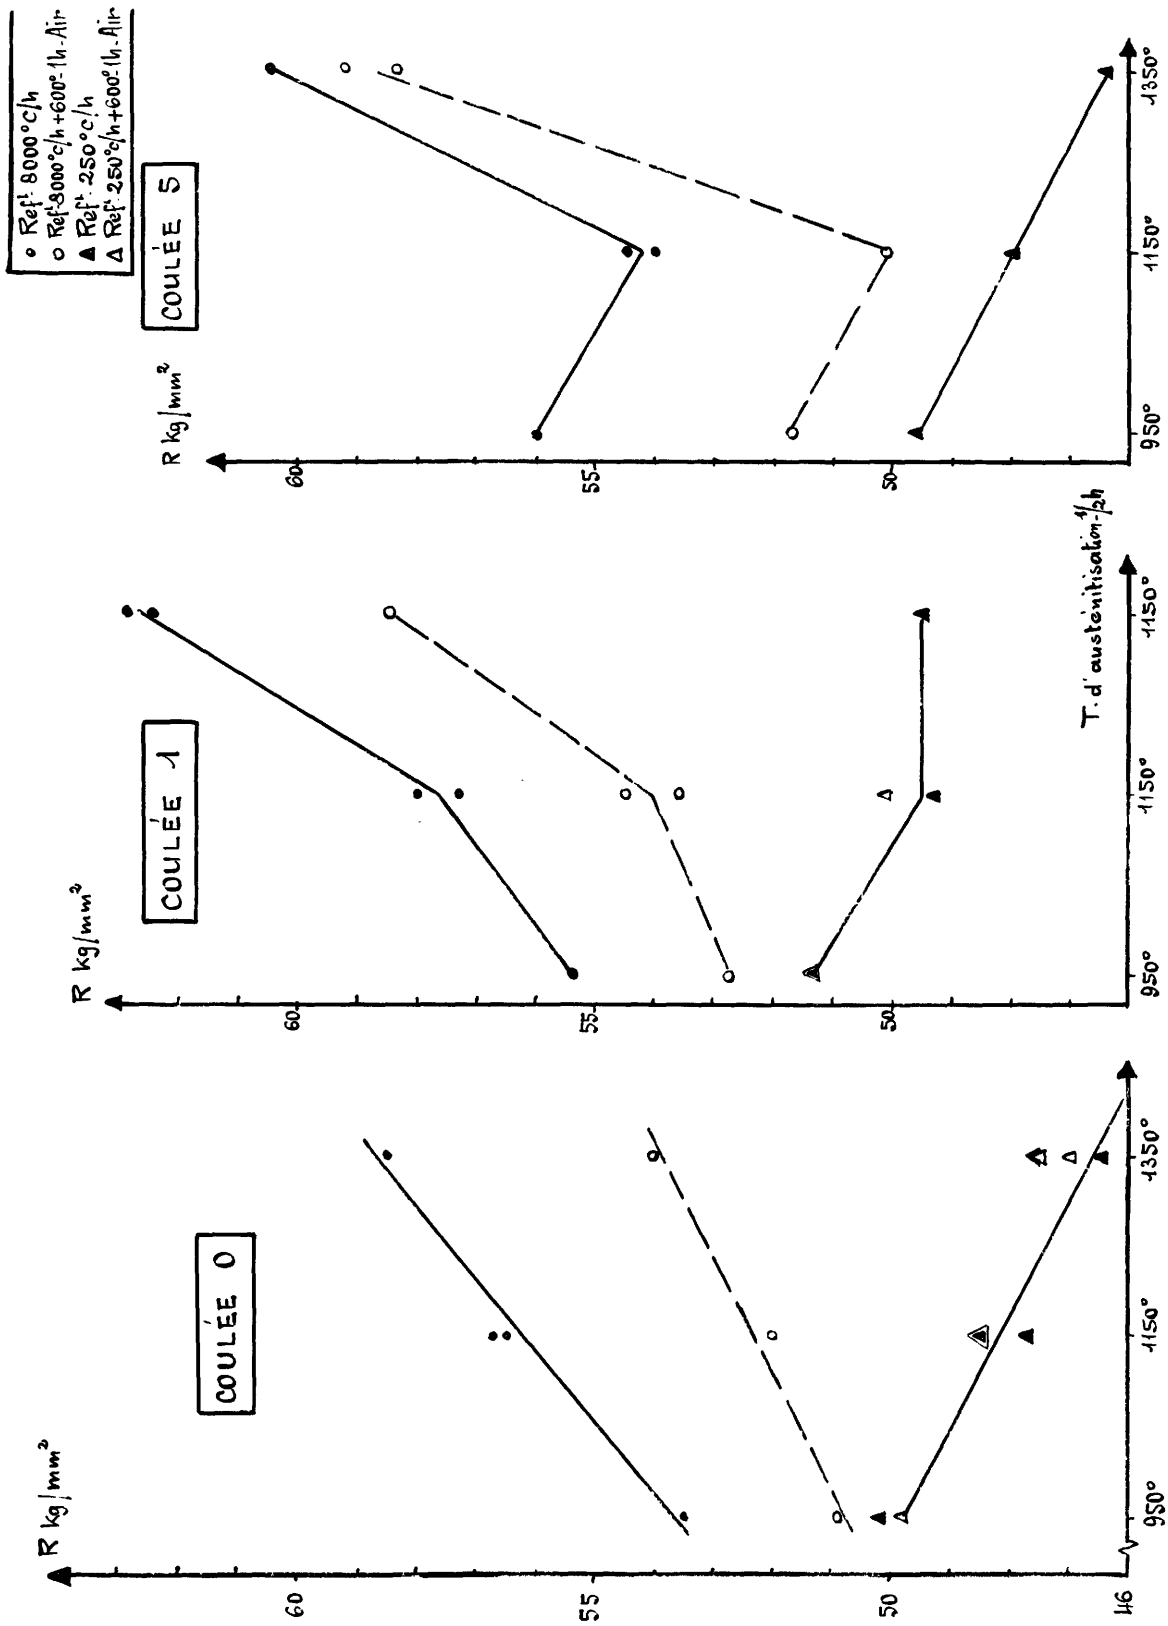 • Reft. 8000°c/h
o Reft 8000°c/h+600°-1h-Air
▲ Reft. 250°c/h
△ Reft. 250°c/h+600°-1h-Air
COULÉE 0
R kg/mm²
60
55
50
46
950°
1150°
1350°
COULÉE 1
R kg/mm²
60
55
50
950°
1150°
1150°
T. d'austénitisation-1/2h
COULÉE 5
R kg/mm²
60
55
50
950°
1150°
1350°